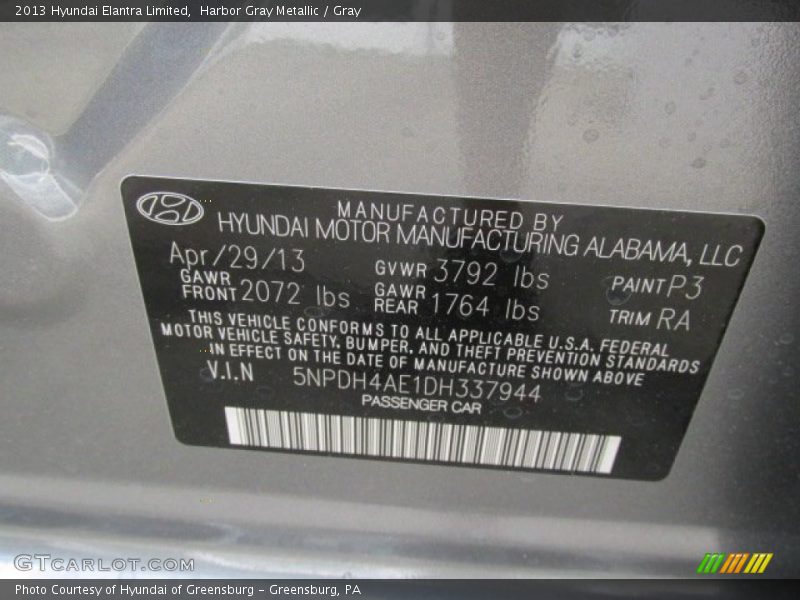 2013 Hyundai Elantra Limited,  Harbor Gray Metallic / Gray
MANUFACTURED BY
HYUNDAI MOTOR MANUFACTURING ALABAMA, LLC
Apr/29/13 GVWR 3792 lbs PAINT P3
GAWR FRONT 2072 lbs GAWR REAR 1764 lbs TRIM RA
THIS VEHICLE CONFORMS TO ALL APPLICABLE U.S.A. FEDERAL
MOTOR VEHICLE SAFETY, BUMPER, AND THEFT PREVENTION STANDARDS
IN EFFECT ON THE DATE OF MANUFACTURE SHOWN ABOVE
V.I.N 5NPDH4AE1DH337944
PASSENGER CAR
GTCARLOT.COM
Photo Courtesy of Hyundai of Greensburg – Greensburg, PA